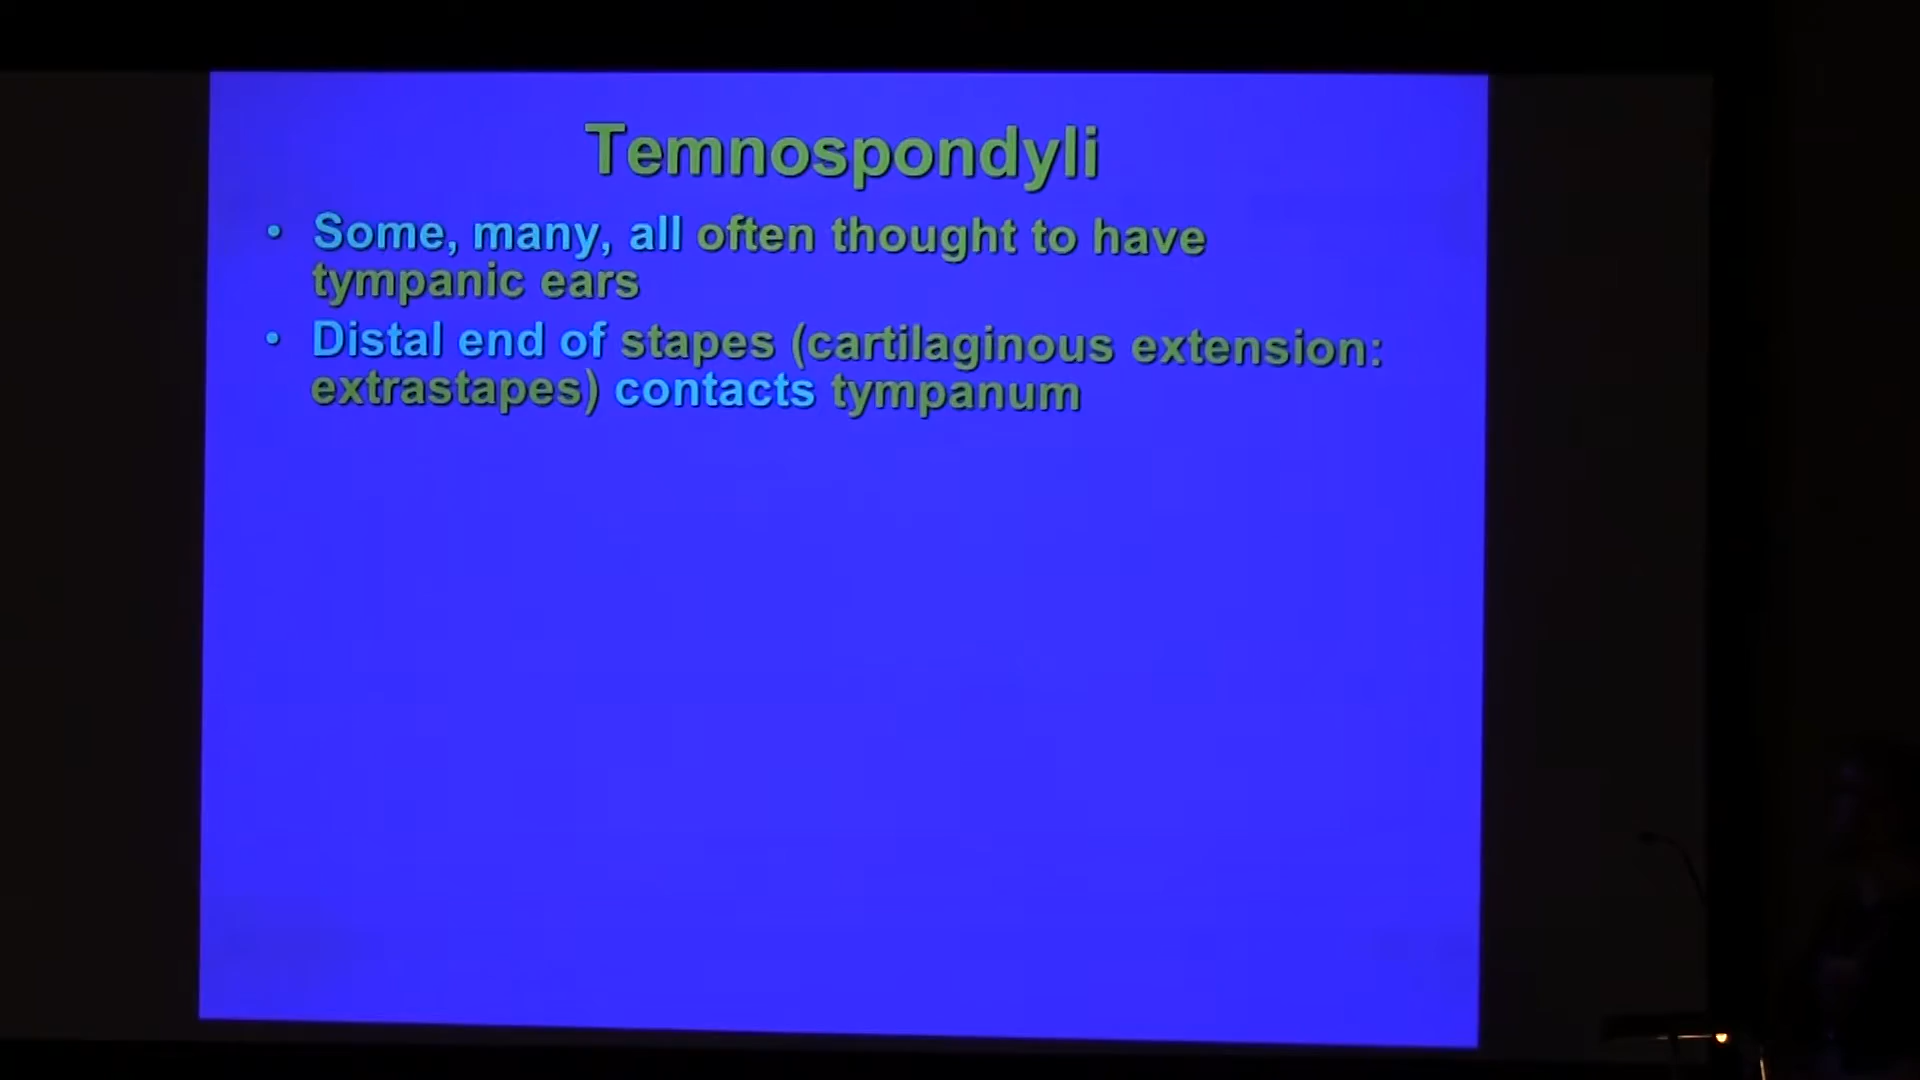 Temnospondyli
• Some, many, all often thought to have
tympanic ears
• Distal end of stapes (cartilaginous extension:
extrastapes) contacts tympanum